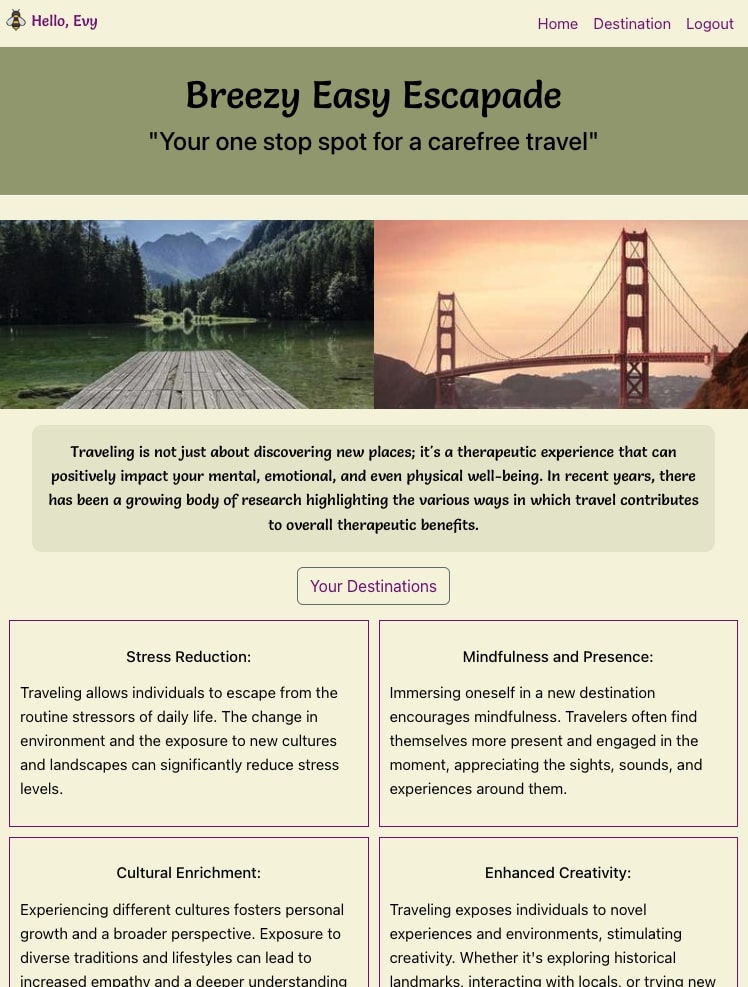 Hello, Evy
Home Destination Logout
Breezy Easy Escapade
"Your one stop spot for a carefree travel"
Traveling is not just about discovering new places; it's a therapeutic experience that can
positively impact your mental, emotional, and even physical well-being. In recent years, there
has been a growing body of research highlighting the various ways in which travel contributes
to overall therapeutic benefits.
Your Destinations
Stress Reduction:
Traveling allows individuals to escape from the
routine stressors of daily life. The change in
environment and the exposure to new cultures
and landscapes can significantly reduce stress
levels.
Mindfulness and Presence:
Immersing oneself in a new destination
encourages mindfulness. Travelers often find
themselves more present and engaged in the
moment, appreciating the sights, sounds, and
experiences around them.
Cultural Enrichment:
Experiencing different cultures fosters personal
growth and a broader perspective. Exposure to
diverse traditions and lifestyles can lead to
increased empathy and a deeper understanding
Enhanced Creativity:
Traveling exposes individuals to novel
experiences and environments, stimulating
creativity. Whether it's exploring historical
landmarks, interacting with locals, or trying new